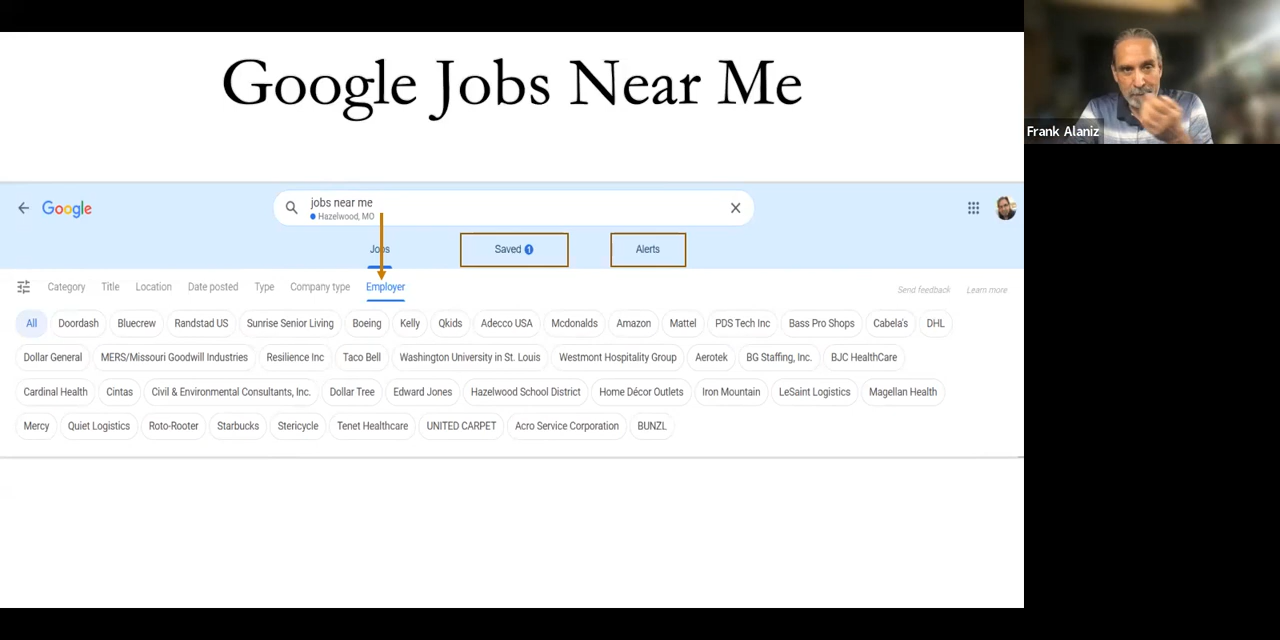 Google Jobs Near Me
Frank Alaniz
Google
jobs near me
Hazelwood, MO
Jobs Saved 1 Alerts
Category Title Location Date posted Type Company type Employer Send feedback Learn more
All Doordash Bluecrew Randstad US Sunrise Senior Living Boeing Kelly Qkids Adecco USA Mcdonalds Amazon Mattel PDS Tech Inc Bass Pro Shops Cabela's DHL
Dollar General MERS/Missouri Goodwill Industries Resilience Inc Taco Bell Washington University in St. Louis Westmont Hospitality Group Aerotek BG Staffing, Inc. BJC HealthCare
Cardinal Health Cintas Civil & Environmental Consultants, Inc. Dollar Tree Edward Jones Hazelwood School District Home Décor Outlets Iron Mountain LeSaint Logistics Magellan Health
Mercy Quiet Logistics Roto-Rooter Starbucks Stericycle Tenet Healthcare UNITED CARPET Acro Service Corporation BUNZL